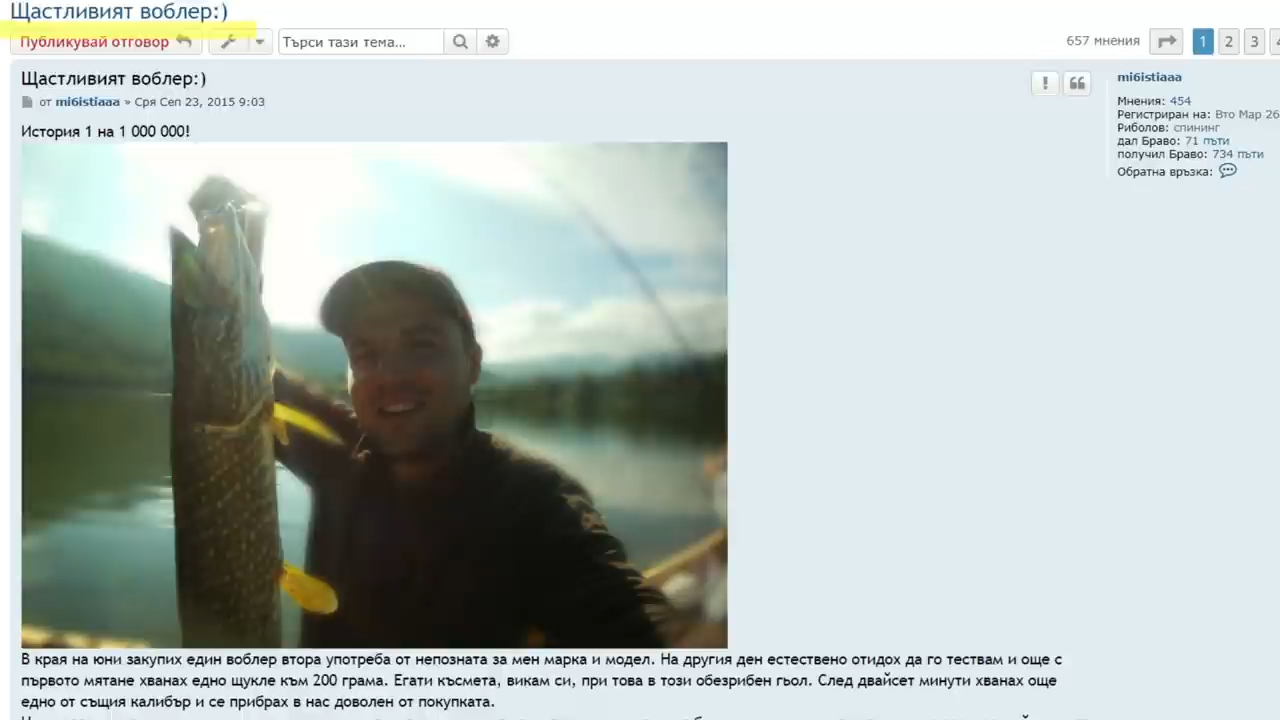 Щастливият воблер:)
Публикувай отговор
Търси тази тема...
657 мнения
1 2 3
Щастливият воблер:)
от mi6istiaaa » Сря Сеп 23, 2015 9:03
История 1 на 1 000 000!
mi6istiaaa
Мнения: 454
Регистриран на: Вто Мар 26
Риболов: спининг
дал Браво: 71 пъти
получил Браво: 734 пъти
Обратна връзка:
В края на юни закупих един воблер втора употреба от непозната за мен марка и модел. На другия ден естествено отидох да го тествам и още с
първото мятане хванах едно щукле към 200 грама. Егати късмета, викам си, при това в този обезрибен гьол. След двайсет минути хванах още
едно от същия калибър и се прибрах в нас доволен от покупката.